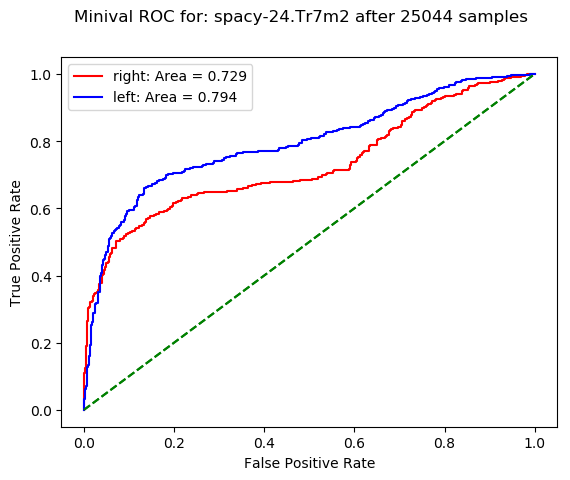 Minival ROC for: spacy-24.Tr7m2 after 25044 samples
right: Area = 0.729
left: Area = 0.794
True Positive Rate
1.0
0.8
0.6
0.4
0.2
0.0
0.0 0.2 0.4 0.6 0.8 1.0
False Positive Rate